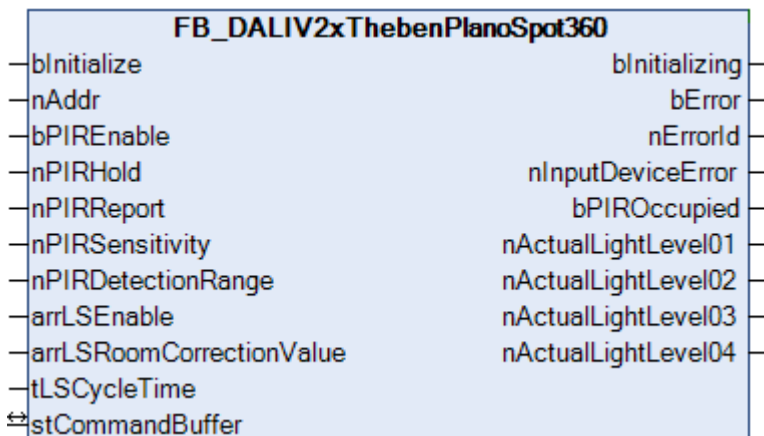 FB_DALIV2xThebenPlanoSpot360
bInitialize bInitializing
nAddr bError
bPIREnable nErrorId
nPIRHold nInputDeviceError
nPIRReport bPIROccupied
nPIRSensitivity nActualLightLevel01
nPIRDetectionRange nActualLightLevel02
arrLSEnable nActualLightLevel03
arrLSRoomCorrectionValue nActualLightLevel04
tLSCycleTime
stCommandBuffer